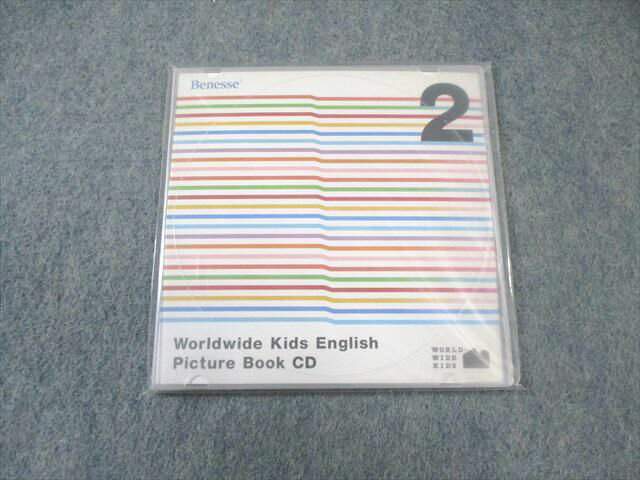 Benesse®
2
Worldwide Kids English
Picture Book CD
WORLD
WIDE
KIDS